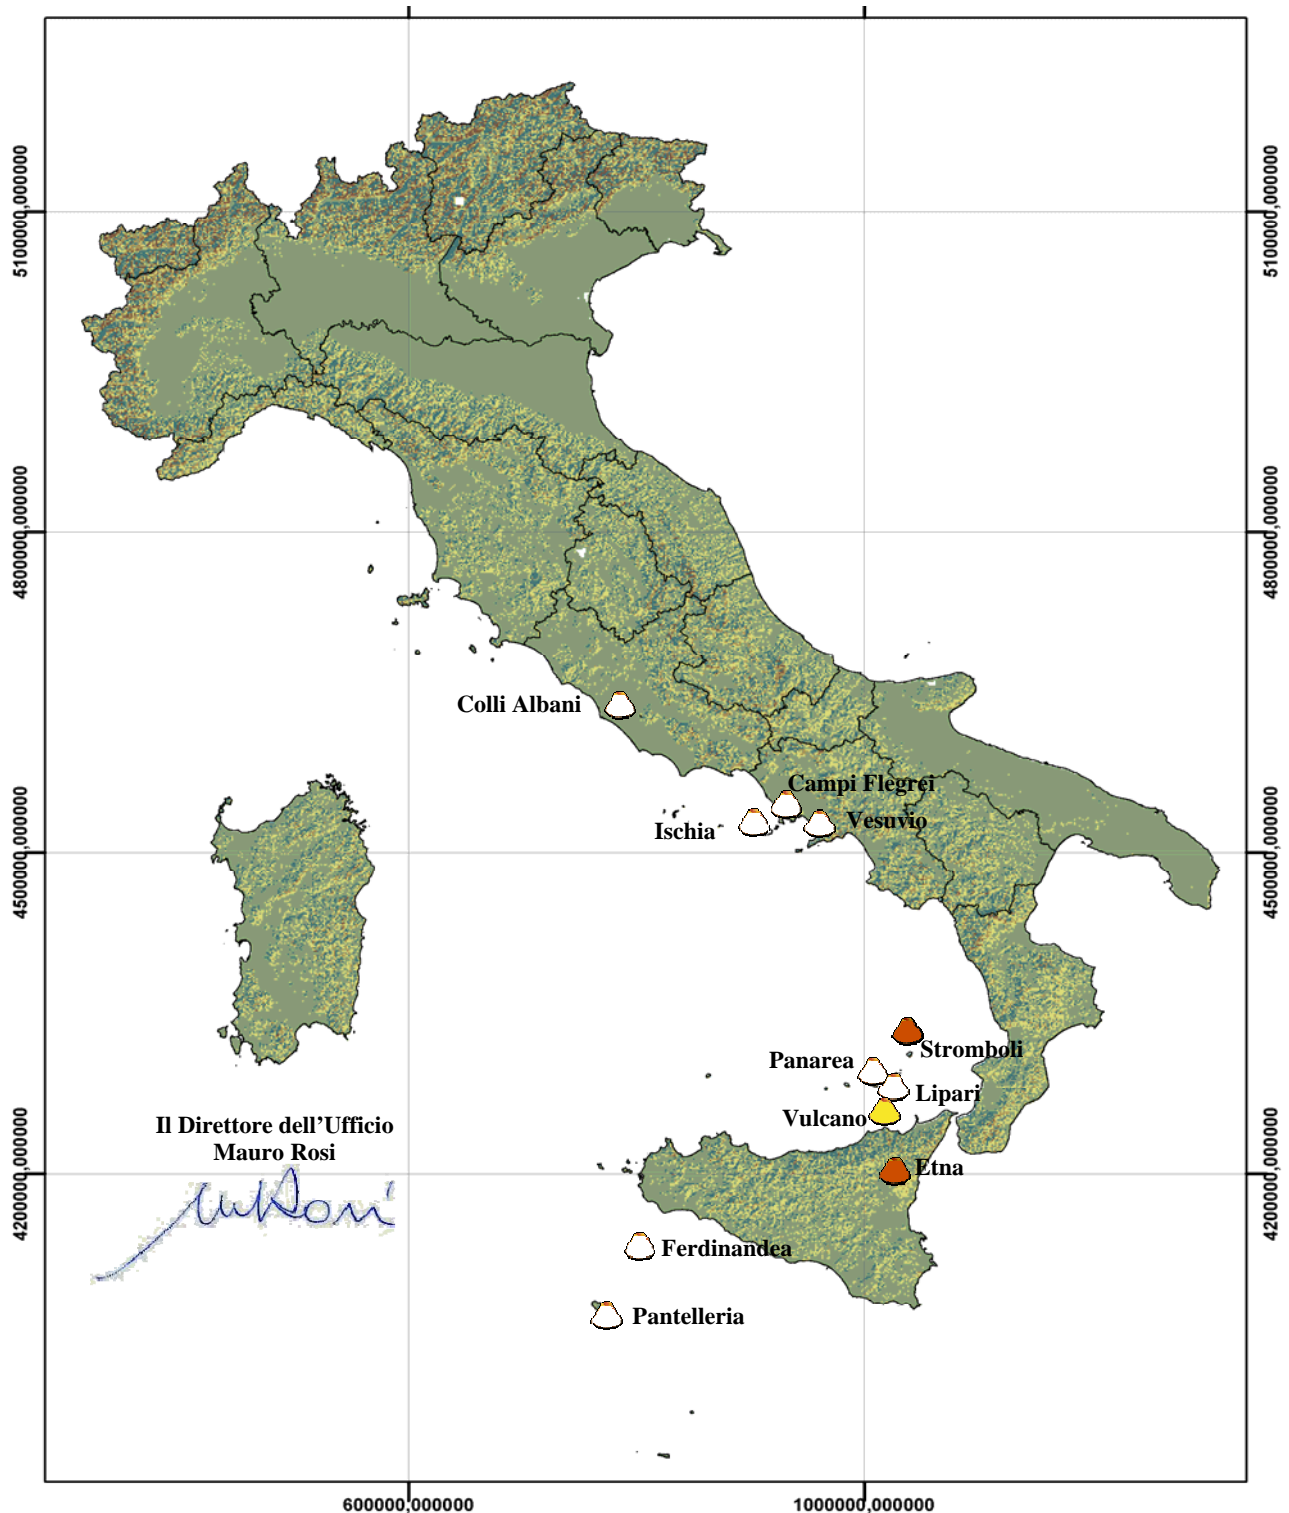 5100000,000000
5100000,000000
4800000,000000
4800000,000000
Colli Albani
Campi Flegrei
Ischia
Vesuvio
4500000,000000
4500000,000000
Stromboli
Panarea
Lipari
Vulcano
Il Direttore dell'Ufficio
Mauro Rosi
Etna
4200000,000000
4200000,000000
Ferdinandea
Pantelleria
600000,000000
1000000,000000